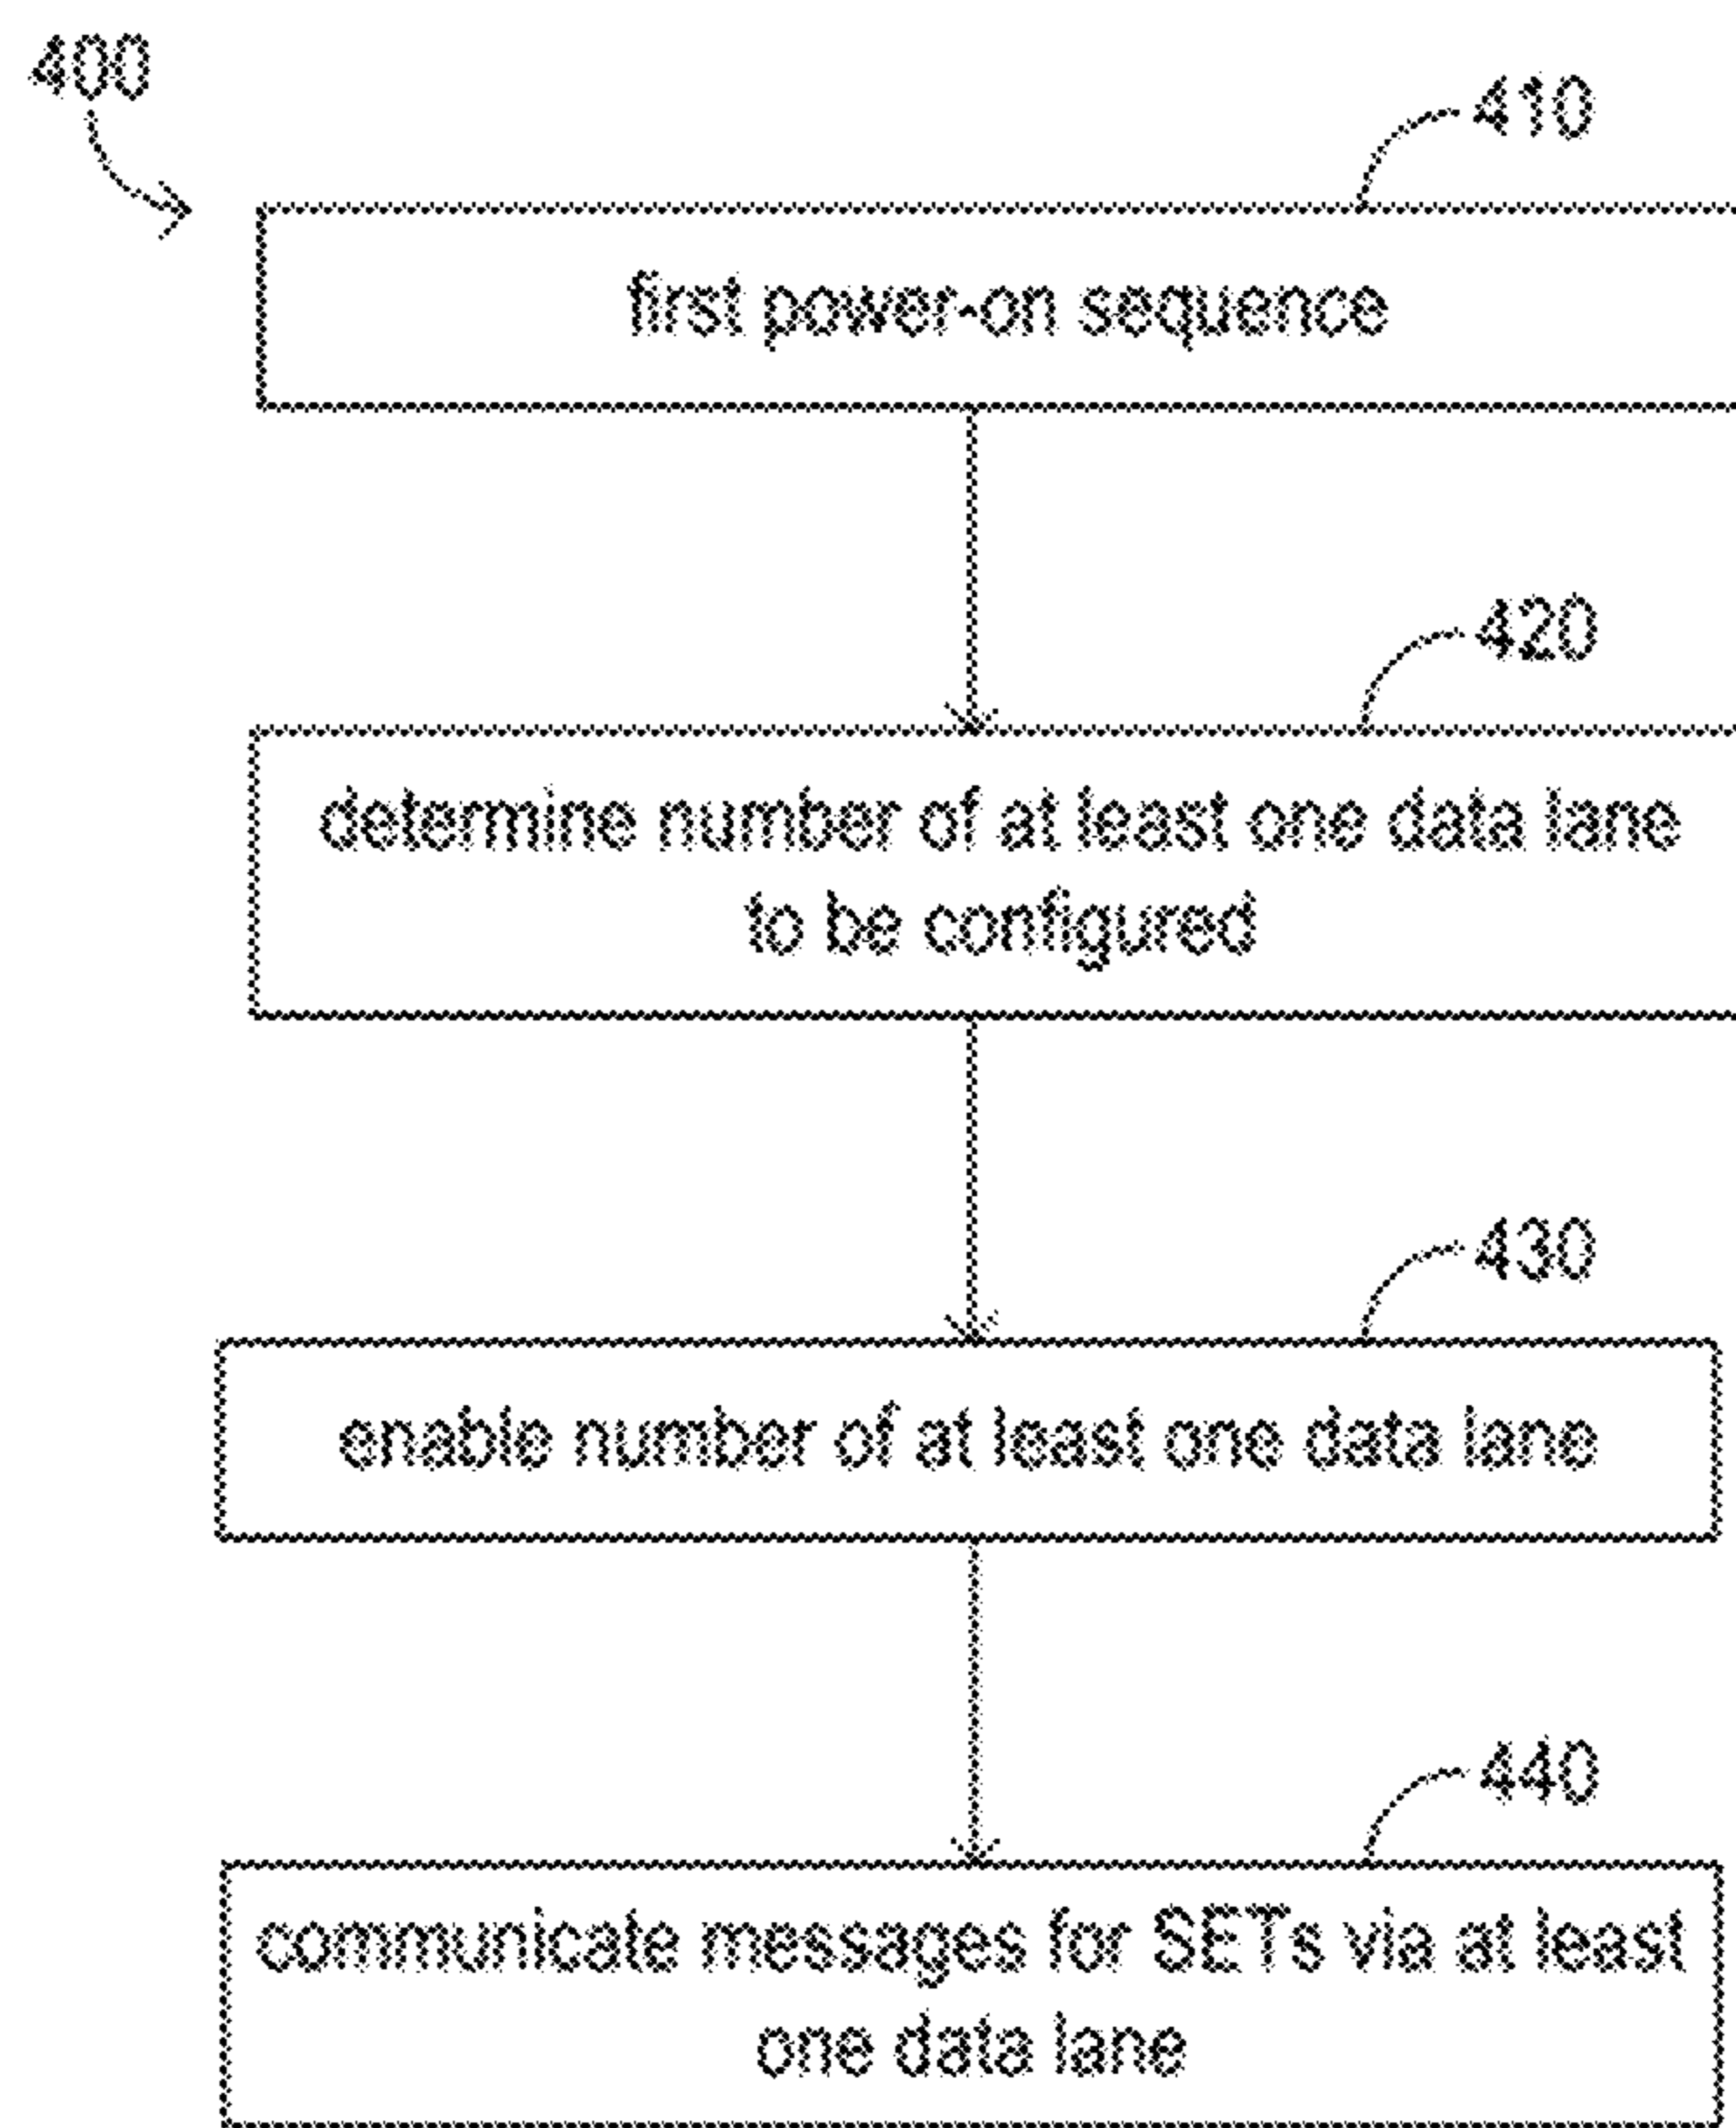 400
410
first power-on sequence
420
determine number of at least one data lane
to be configured
430
enable number of at least one data lane
440
communicate messages for SETs via at least
one data lane